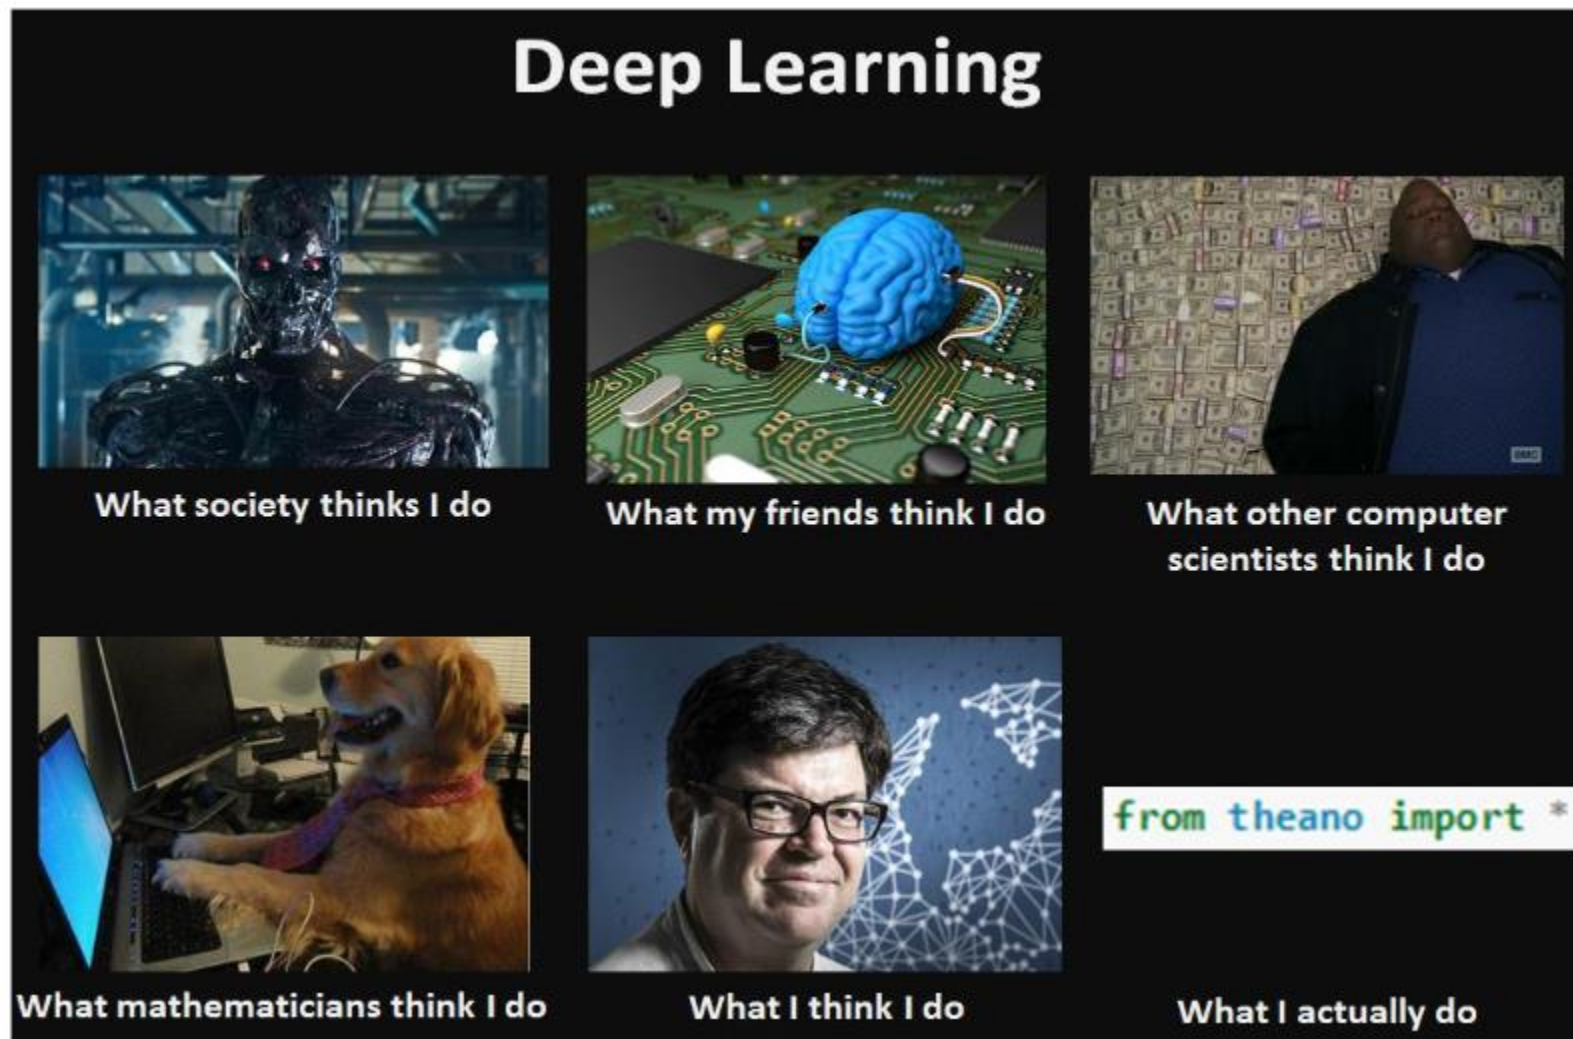 Deep Learning
What society thinks I do
What my friends think I do
What other computer
scientists think I do
AMC
What mathematicians think I do
What I think I do
from theano import *
What I actually do